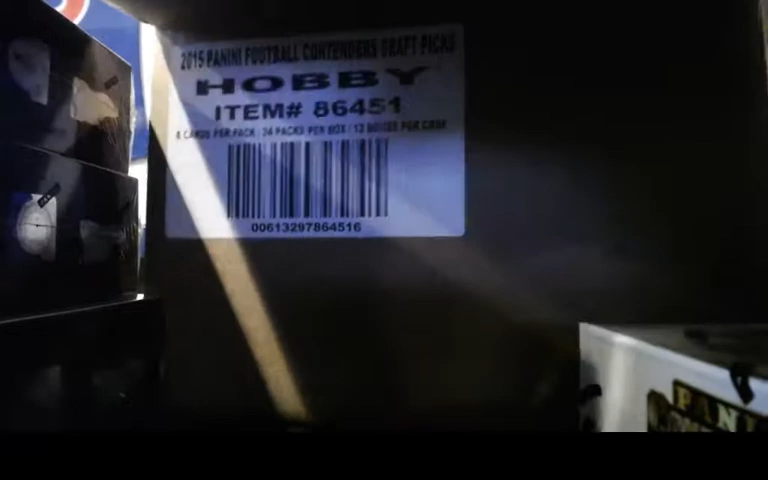 2015 PANINI FOOTBALL CONTENDERS DRAFT PICKS
HOBBY
ITEM# 86451
6 CARDS PER PACK / 24 PACKS PER BOX / 12 BOXES PER CASE
00613297864516
PANI